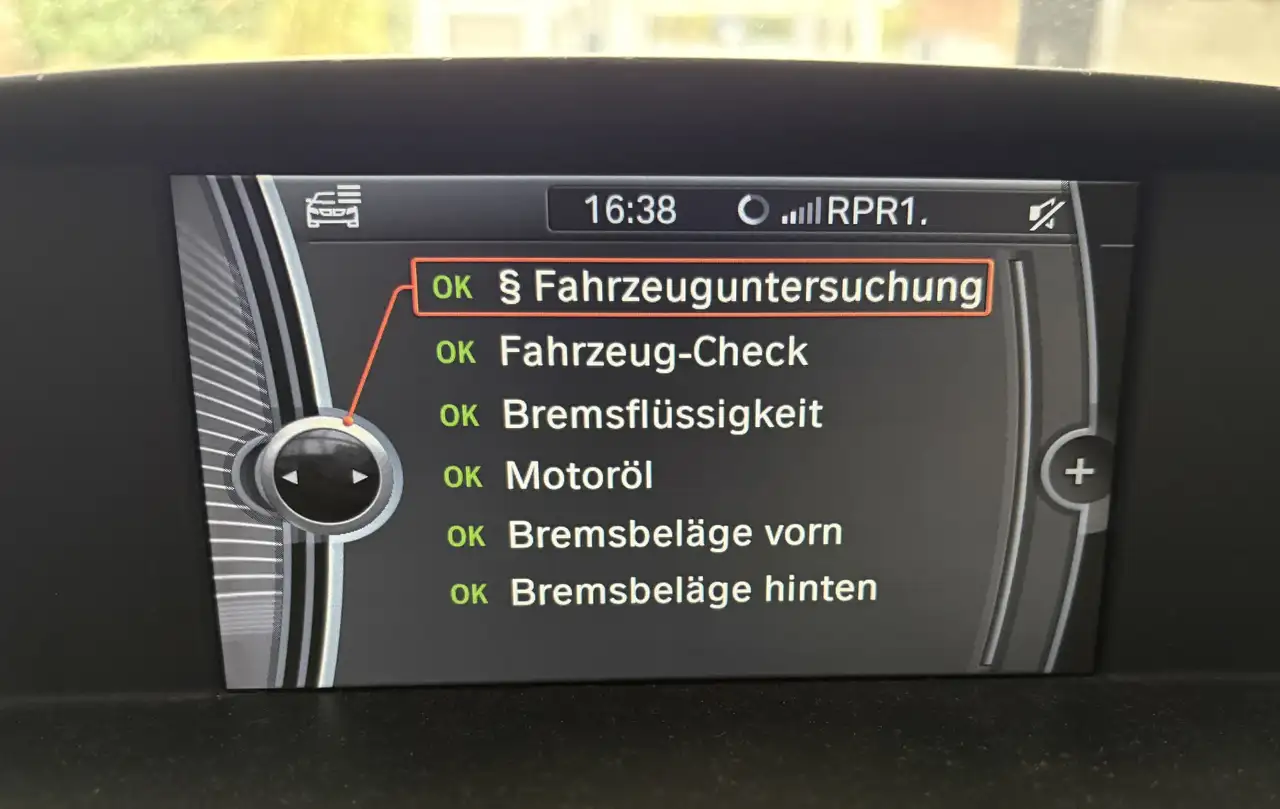 16:38 RPR1.
OK § Fahrzeuguntersuchung
OK Fahrzeug-Check
OK Bremsflüssigkeit
OK Motoröl
OK Bremsbeläge vorn
OK Bremsbeläge hinten